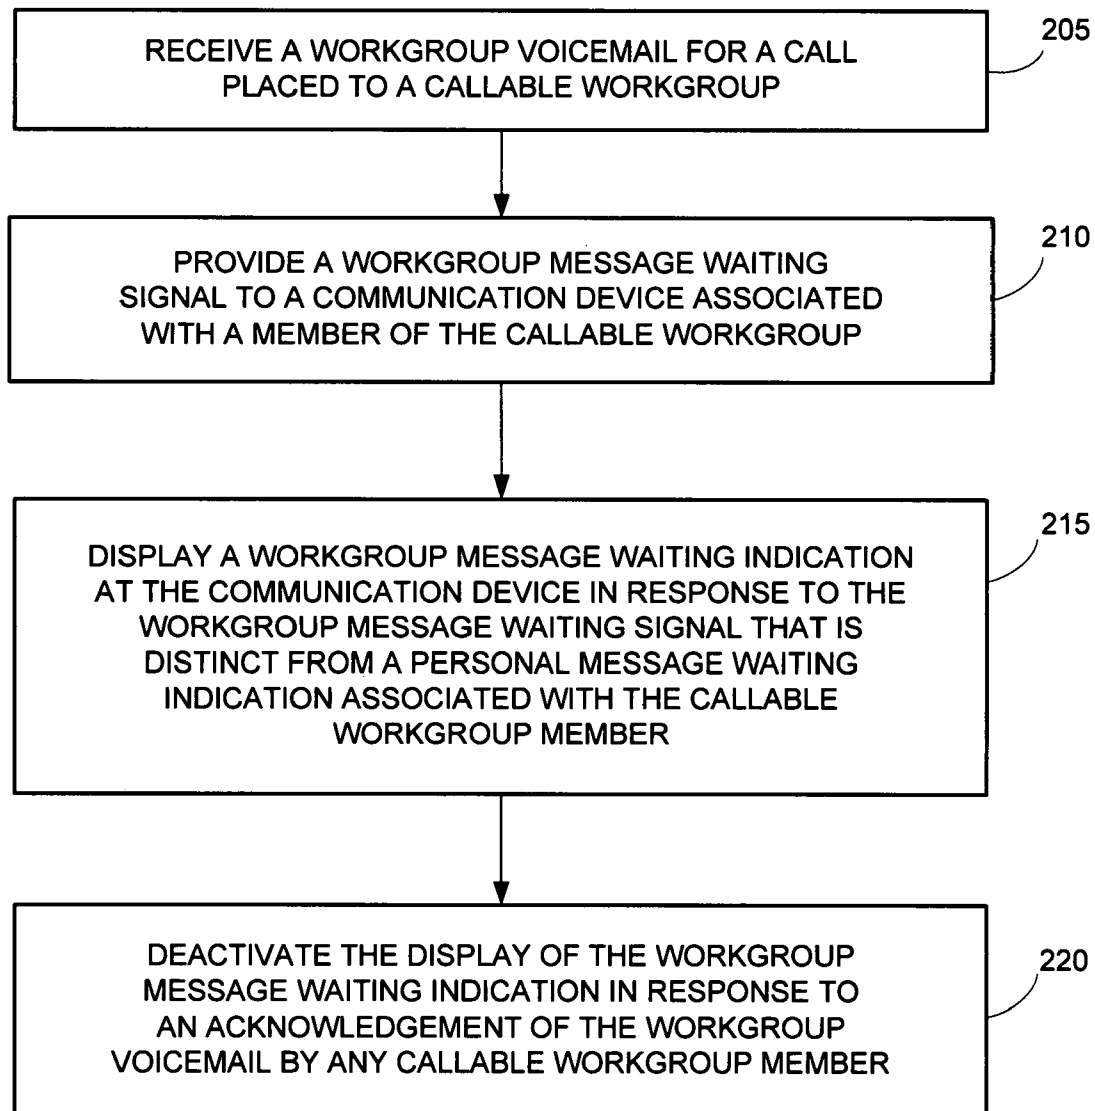 RECEIVE A WORKGROUP VOICEMAIL FOR A CALL
PLACED TO A CALLABLE WORKGROUP
205
PROVIDE A WORKGROUP MESSAGE WAITING
SIGNAL TO A COMMUNICATION DEVICE ASSOCIATED
WITH A MEMBER OF THE CALLABLE WORKGROUP
210
DISPLAY A WORKGROUP MESSAGE WAITING INDICATION
AT THE COMMUNICATION DEVICE IN RESPONSE TO THE
WORKGROUP MESSAGE WAITING SIGNAL THAT IS
DISTINCT FROM A PERSONAL MESSAGE WAITING
INDICATION ASSOCIATED WITH THE CALLABLE
WORKGROUP MEMBER
215
DEACTIVATE THE DISPLAY OF THE WORKGROUP
MESSAGE WAITING INDICATION IN RESPONSE TO
AN ACKNOWLEDGEMENT OF THE WORKGROUP
VOICEMAIL BY ANY CALLABLE WORKGROUP MEMBER
220